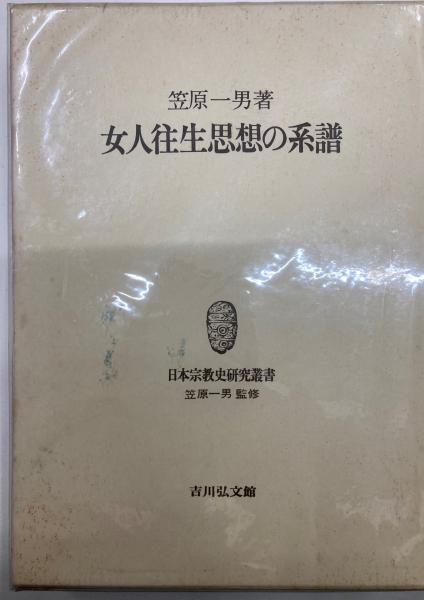 笠原一男著
女人往生思想の系譜
日本宗教史研究叢書
笠原一男 監修
吉川弘文館